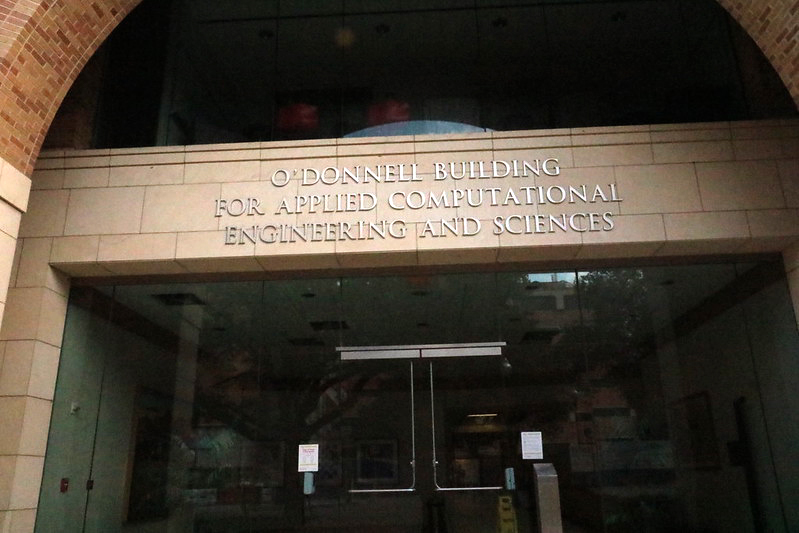 O'DONNELL BUILDING
FOR APPLIED COMPUTATIONAL
ENGINEERING AND SCIENCES